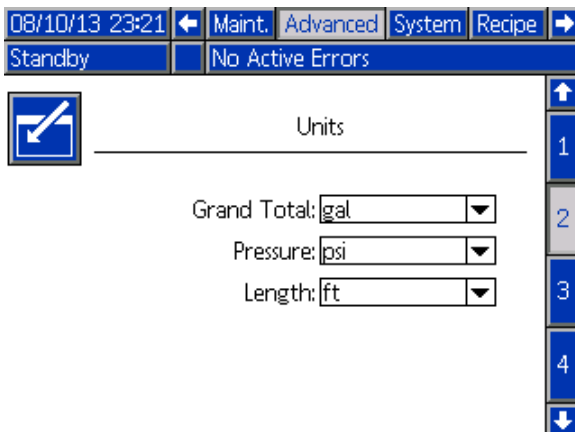 08/10/13 23:21 Maint. Advanced System Recipe
Standby No Active Errors
Units
1
Grand Total: gal
2
Pressure: psi
Length: ft
3
4